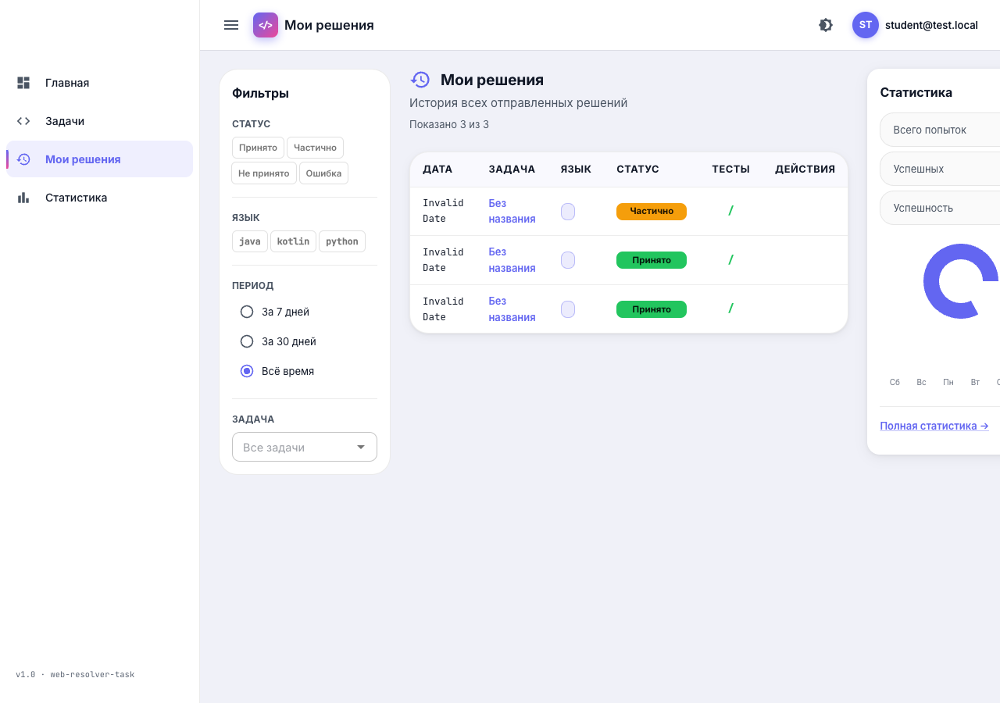 </> Мои решения
ST student@test.local
Главная
Задачи
Мои решения
Статистика
v1.0 · web-resolver-task
Фильтры
СТАТУС
Принято Частично
Не принято Ошибка
ЯЗЫК
java kotlin python
ПЕРИОД
За 7 дней
За 30 дней
Всё время
ЗАДАЧА
Все задачи
Мои решения
История всех отправленных решений
Показано 3 из 3
ДАТА ЗАДАЧА ЯЗЫК СТАТУС ТЕСТЫ ДЕЙСТВИЯ
Invalid Date Без названия Частично /
Invalid Date Без названия Принято /
Invalid Date Без названия Принято /
Статистика
Всего попыток
Успешных
Успешность
Сб Вс Пн Вт
Полная статистика →